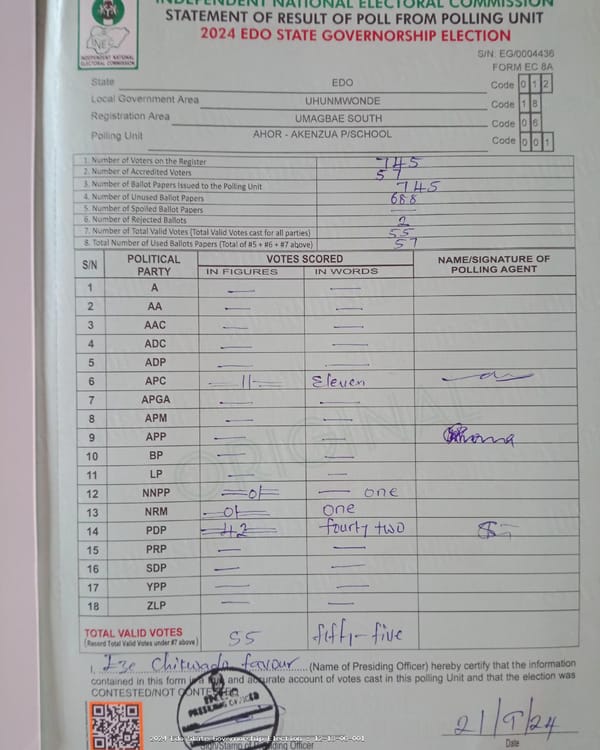 INDEPENDENT NATIONAL ELECTORAL COMMISSION
STATEMENT OF RESULT OF POLL FROM POLLING UNIT
2024 EDO STATE GOVERNORSHIP ELECTION
INEC
INDEPENDENT NATIONAL
ELECTORAL COMMISSION
S/N: EG/0004436
FORM EC 8A
State EDO Code 0 1 2
Local Government Area UHUNMWONDE Code 1 8
Registration Area UMAGBAE SOUTH Code 0 6
Polling Unit AHOR - AKENZUA P/SCHOOL Code 0 0 1
1. Number of Voters on the Register 745
2. Number of Accredited Voters 57
3. Number of Ballot Papers Issued to the Polling Unit 745
4. Number of Unused Ballot Papers 688
5. Number of Spoiled Ballot Papers —
6. Number of Rejected Ballots 2
7. Number of Total Valid Votes (Total Valid Votes cast for all parties) 55
8. Total Number of Used Ballots Papers (Total of #5 + #6 + #7 above) 57
S/N POLITICAL PARTY VOTES SCORED NAME/SIGNATURE OF POLLING AGENT
IN FIGURES IN WORDS
1 A — —
2 AA — —
3 AAC — —
4 ADC — —
5 ADP — —
6 APC 11 Eleven
7 APGA — —
8 APM — —
9 APP — —
10 BP — —
11 LP — —
12 NNPP 01 — one
13 NRM 01 one
14 PDP 42 fourty two
15 PRP — —
16 SDP — —
17 YPP — —
18 ZLP — —
ORIGINAL
TOTAL VALID VOTES 55 fifty-five
(Record Total Valid Votes under #7 above)
I, Eze Chikwado favour (Name of Presiding Officer) hereby certify that the information
contained in this form is a true and accurate account of votes cast in this polling Unit and that the election was
CONTESTED/NOT CONTESTED
INEC
PRESIDING OFFICER
21/9/24
2024 Edo State Governorship Election - 12-18-06-001
Sign/Stamp of Presiding Officer Date